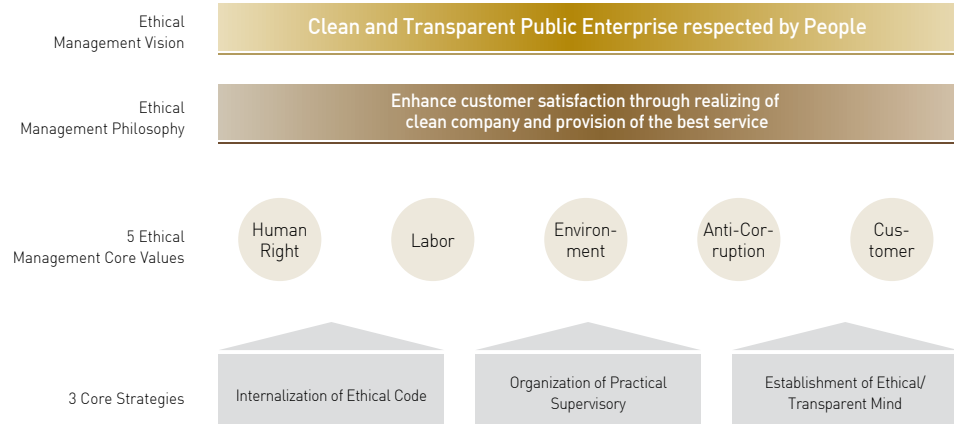 Ethical
Management Vision
Clean and Transparent Public Enterprise respected by People
Ethical
Management Philosophy
Enhance customer satisfaction through realizing of
clean company and provision of the best service
5 Ethical
Management Core Values
Human
Right
Labor
Environ-
ment
Anti-Cor-
ruption
Cus-
tomer
3 Core Strategies
Internalization of Ethical Code
Organization of Practical
Supervisory
Establishment of Ethical/
Transparent Mind